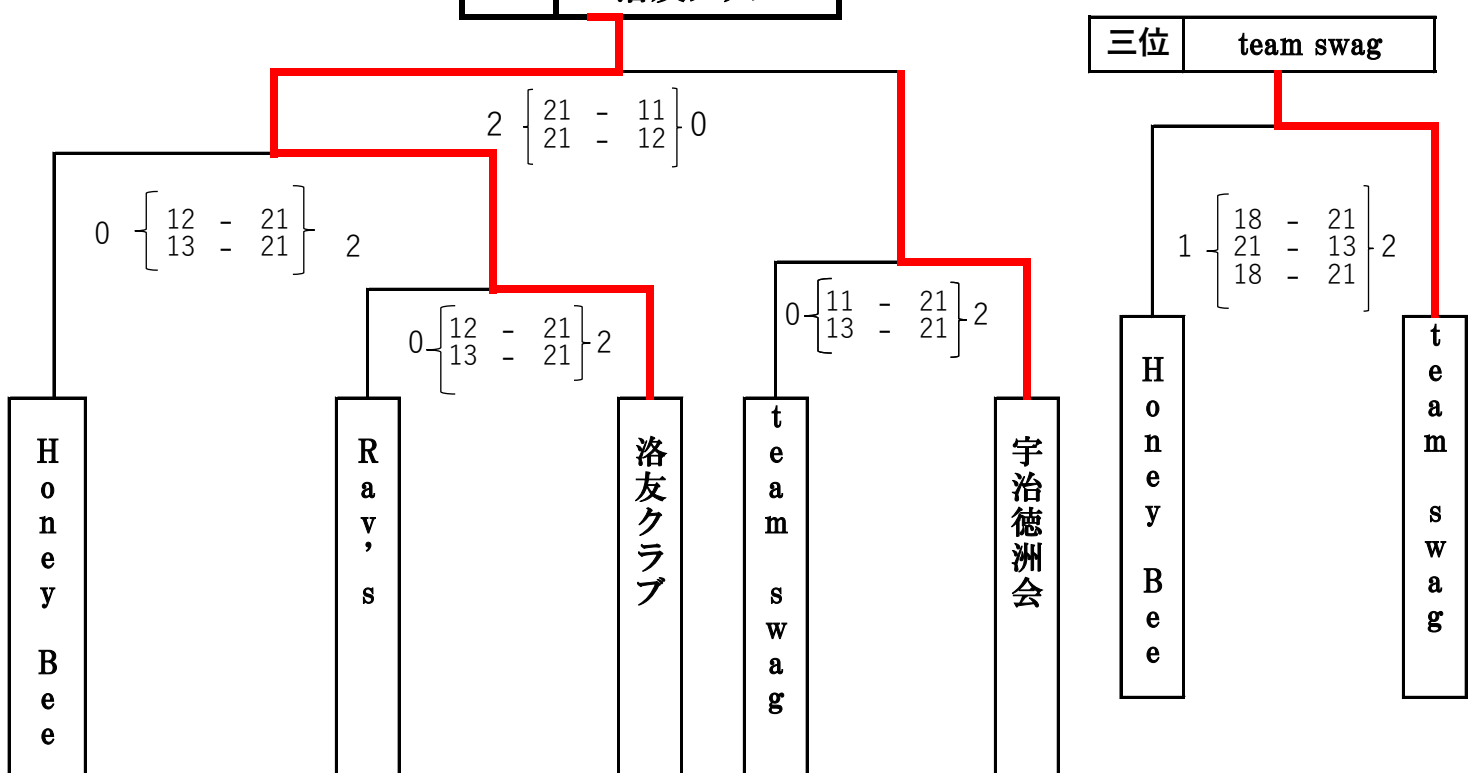 三位 team swag
2 21 - 11 0
21 - 12
0 12 - 21 2
13 - 21
1 18 - 21 2
21 - 13
18 - 21
0 12 - 21 2
13 - 21
0 11 - 21 2
13 - 21
Honey Bee
Rav's
洛友クラブ
team swag
宇治徳洲会
Honey Bee
team swag